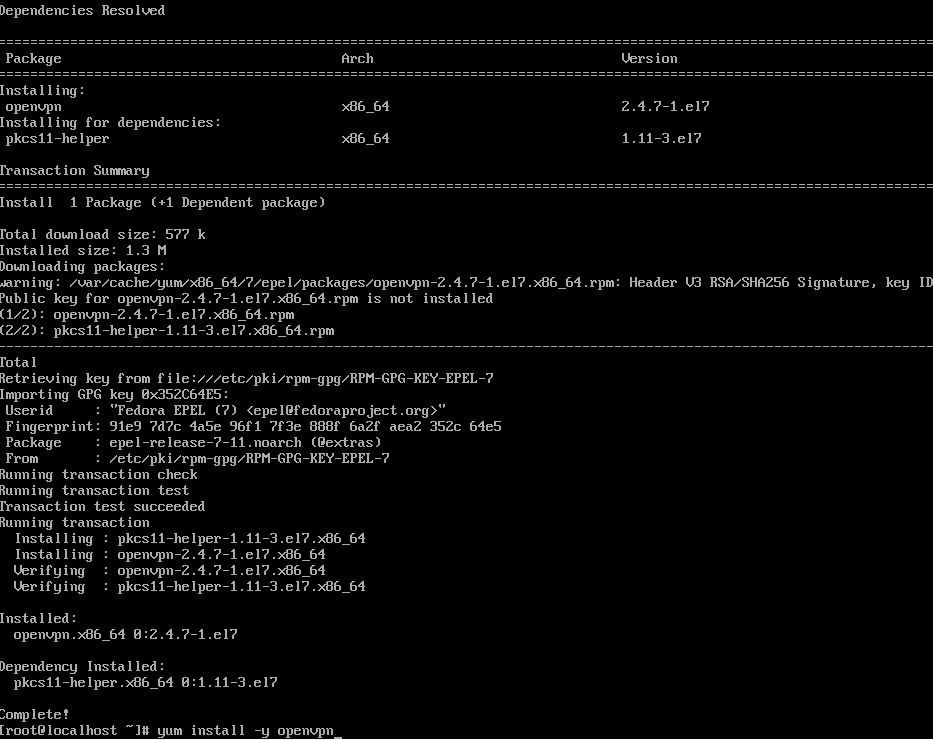 Dependencies Resolved
================================================================================
Package Arch Version
================================================================================
Installing:
openvpn x86_64 2.4.7-1.el7
Installing for dependencies:
pkcs11-helper x86_64 1.11-3.el7
Transaction Summary
================================================================================
Install  1 Package (+1 Dependent package)
Total download size: 577 k
Installed size: 1.3 M
Downloading packages:
warning: /var/cache/yum/x86_64/7/epel/packages/openvpn-2.4.7-1.el7.x86_64.rpm: Header V3 RSA/SHA256 Signature, key ID
Public key for openvpn-2.4.7-1.el7.x86_64.rpm is not installed
(1/2): openvpn-2.4.7-1.el7.x86_64.rpm
(2/2): pkcs11-helper-1.11-3.el7.x86_64.rpm
--------------------------------------------------------------------------------
Total
Retrieving key from file:///etc/pki/rpm-gpg/RPM-GPG-KEY-EPEL-7
Importing GPG key 0x352C64E5:
Userid     : "Fedora EPEL (7) <epel@fedoraproject.org>"
Fingerprint: 91e9 7d7c 4a5e 96f1 7f3e 888f 6a2f aea2 352c 64e5
Package    : epel-release-7-11.noarch (@extras)
From       : /etc/pki/rpm-gpg/RPM-GPG-KEY-EPEL-7
Running transaction check
Running transaction test
Transaction test succeeded
Running transaction
Installing : pkcs11-helper-1.11-3.el7.x86_64
Installing : openvpn-2.4.7-1.el7.x86_64
Verifying  : openvpn-2.4.7-1.el7.x86_64
Verifying  : pkcs11-helper-1.11-3.el7.x86_64
Installed:
openvpn.x86_64 0:2.4.7-1.el7
Dependency Installed:
pkcs11-helper.x86_64 0:1.11-3.el7
Complete!
[root@localhost ~]# yum install -y openvpn_